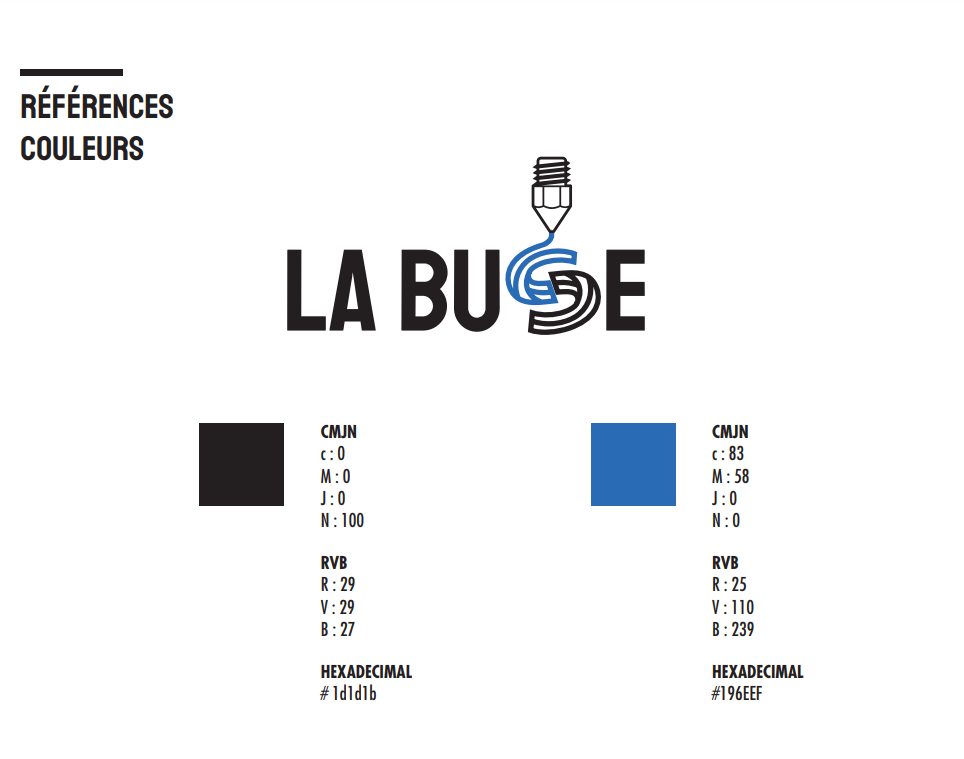 RÉFÉRENCES
COULEURS
LA BUSE
CMJN
c : 0
M : 0
J : 0
N : 100
RVB
R : 29
V : 29
B : 27
HEXADECIMAL
# 1d1d1b
CMJN
c : 83
M : 58
J : 0
N : 0
RVB
R : 25
V : 110
B : 239
HEXADECIMAL
#196EEF